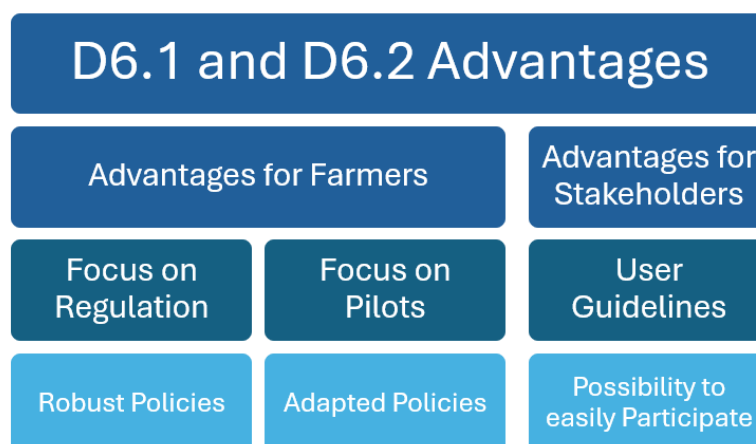 D6.1 and D6.2 Advantages
Advantages for Farmers
Advantages for
Stakeholders
Focus on
Regulation
Focus on
Pilots
User
Guidelines
Robust Policies
Adapted Policies
Possibility to
easily Participate